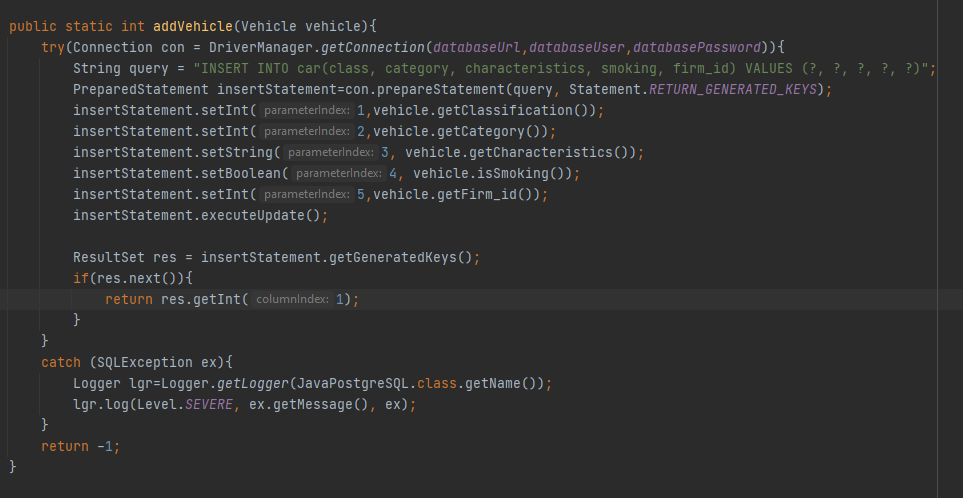 public static int addVehicle(Vehicle vehicle){
try(Connection con = DriverManager.getConnection(databaseUrl,databaseUser,databasePassword)){
String query = "INSERT INTO car(class, category, characteristics, smoking, firm_id) VALUES (?, ?, ?, ?, ?)";
PreparedStatement insertStatement=con.prepareStatement(query, Statement.RETURN_GENERATED_KEYS);
insertStatement.setInt( parameterIndex: 1,vehicle.getClassification());
insertStatement.setInt( parameterIndex: 2,vehicle.getCategory());
insertStatement.setString( parameterIndex: 3, vehicle.getCharacteristics());
insertStatement.setBoolean( parameterIndex: 4, vehicle.isSmoking());
insertStatement.setInt( parameterIndex: 5,vehicle.getFirm_id());
insertStatement.executeUpdate();
ResultSet res = insertStatement.getGeneratedKeys();
if(res.next()){
return res.getInt( columnIndex: 1);
}
}
catch (SQLException ex){
Logger lgr=Logger.getLogger(JavaPostgreSQL.class.getName());
lgr.log(Level.SEVERE, ex.getMessage(), ex);
}
return -1;
}